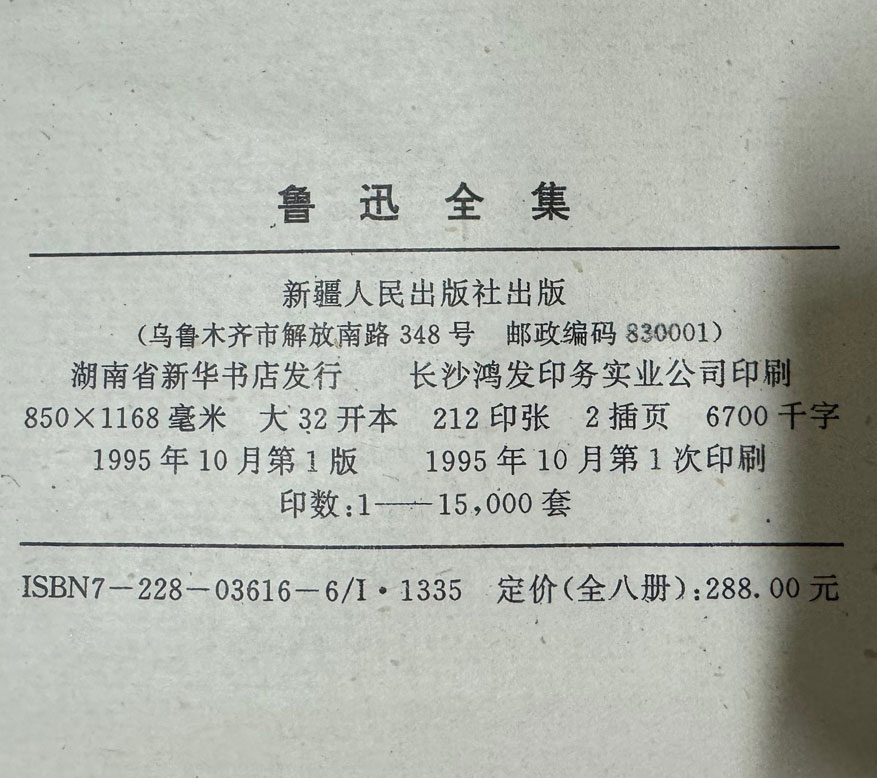 鲁迅全集
新疆人民出版社出版
（乌鲁木齐市解放南路 348 号　邮政编码 830001）
湖南省新华书店发行　长沙鸿发印务实业公司印刷
850×1168 毫米　大 32 开本　212 印张　2 插页　6700 千字
1995 年 10 月第 1 版　1995 年 10 月第 1 次印刷
印数:1——15,000 套
ISBN7-228-03616-6/I·1335　定价(全八册):288.00 元